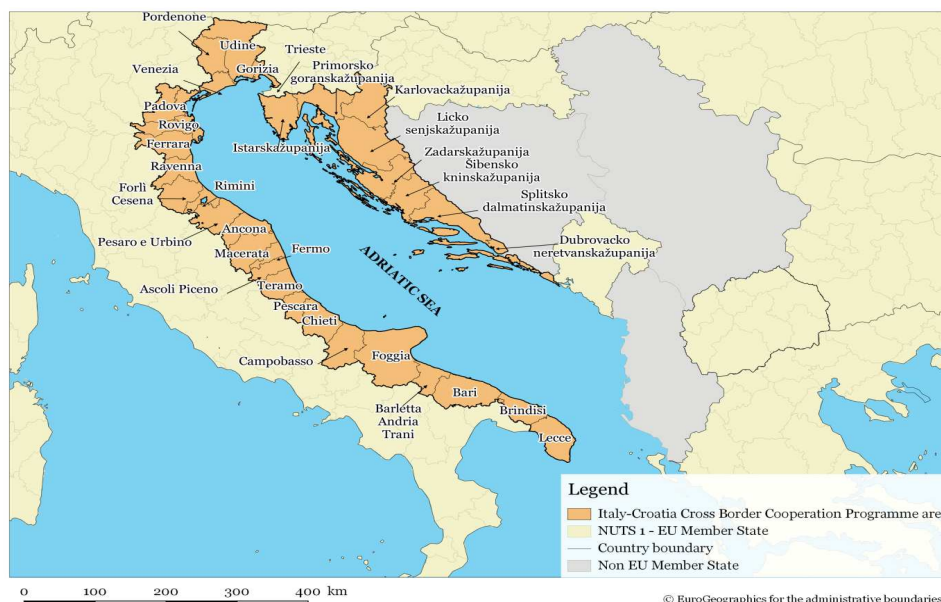 Pordenone
Udine
Trieste
Gorizia
Primorsko
goranskažupanija
Venezia
Karlovackažupanija
Padova
Licko
senjskažupanija
Rovigo
Istarskažupanija
Ferrara
Zadarskažupanija
Ravenna
Šibensko
kninskažupanija
Forlì
Cesena
Rimini
Splitsko
dalmatinskažupanija
Ancona
Pesaro e Urbino
Dubrovacko
neretvanskažupanija
Macerata
Fermo
ADRIATIC SEA
Ascoli Piceno
Teramo
Pescara
Chieti
Campobasso
Foggia
Bari
Barletta
Andria
Trani
Brindisi
Lecce
Legend
Italy-Croatia Cross Border Cooperation Programme are
NUTS 1 - EU Member State
Country boundary
Non EU Member State
0 100 200 300 400 km
© EuroGeographics for the administrative boundaries